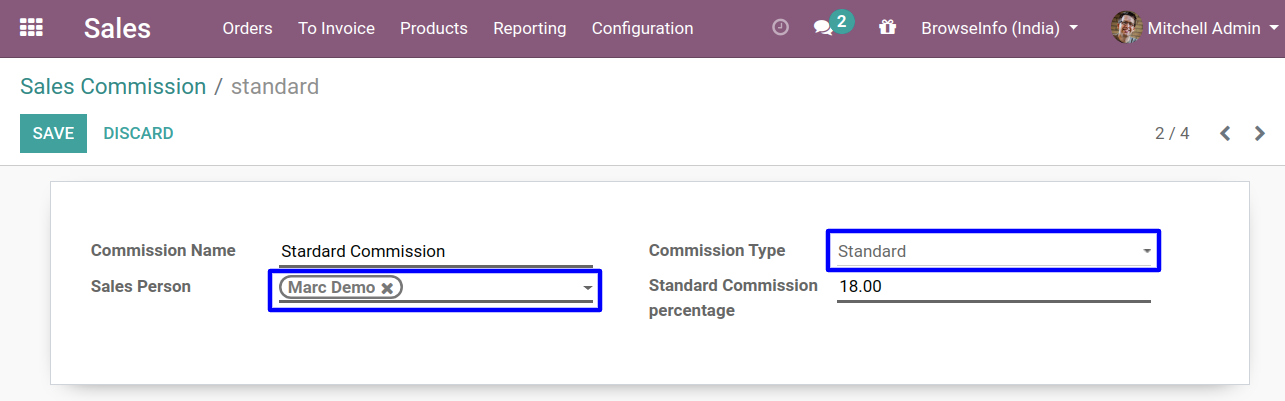 Sales Orders To Invoice Products Reporting Configuration 2 BrowseInfo (India) Mitchell Admin
Sales Commission / standard
SAVE DISCARD 2 / 4
Commission Name Stardard Commission Commission Type Standard
Sales Person Marc Demo Standard Commission percentage 18.00